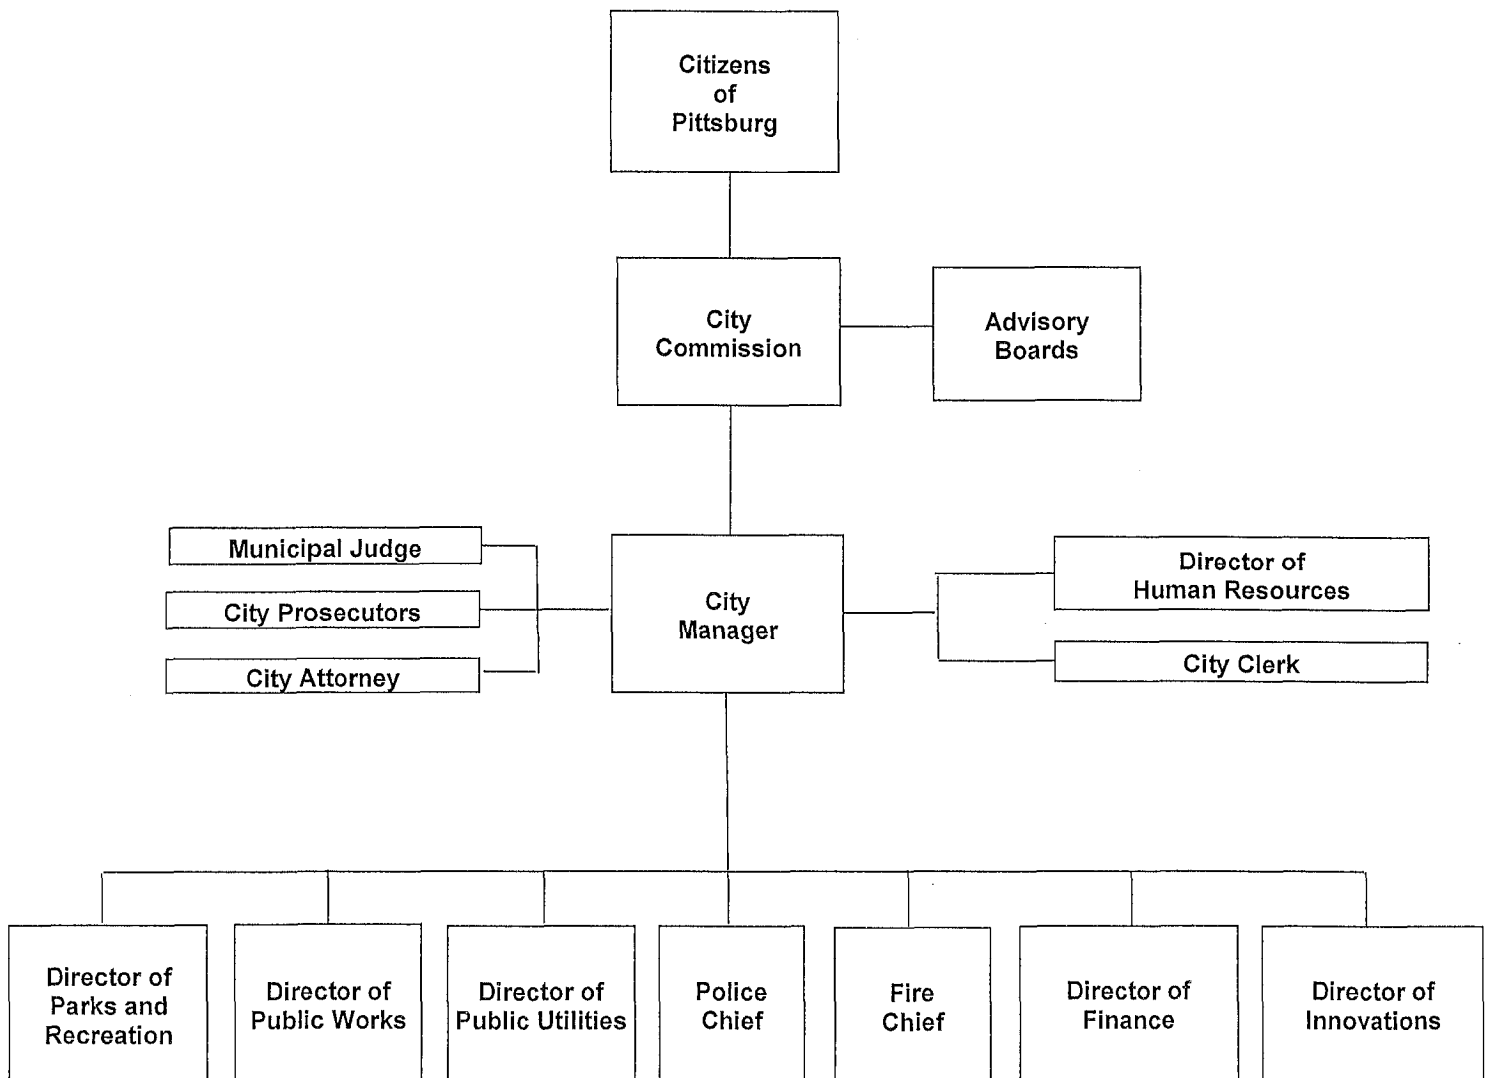 Citizens
of
Pittsburg
City
Commission
Advisory
Boards
Municipal Judge
City Prosecutors
City Attorney
City
Manager
Director of
Human Resources
City Clerk
Director of
Parks and
Recreation
Director of
Public Works
Director of
Public Utilities
Police
Chief
Fire
Chief
Director of
Finance
Director of
Innovations